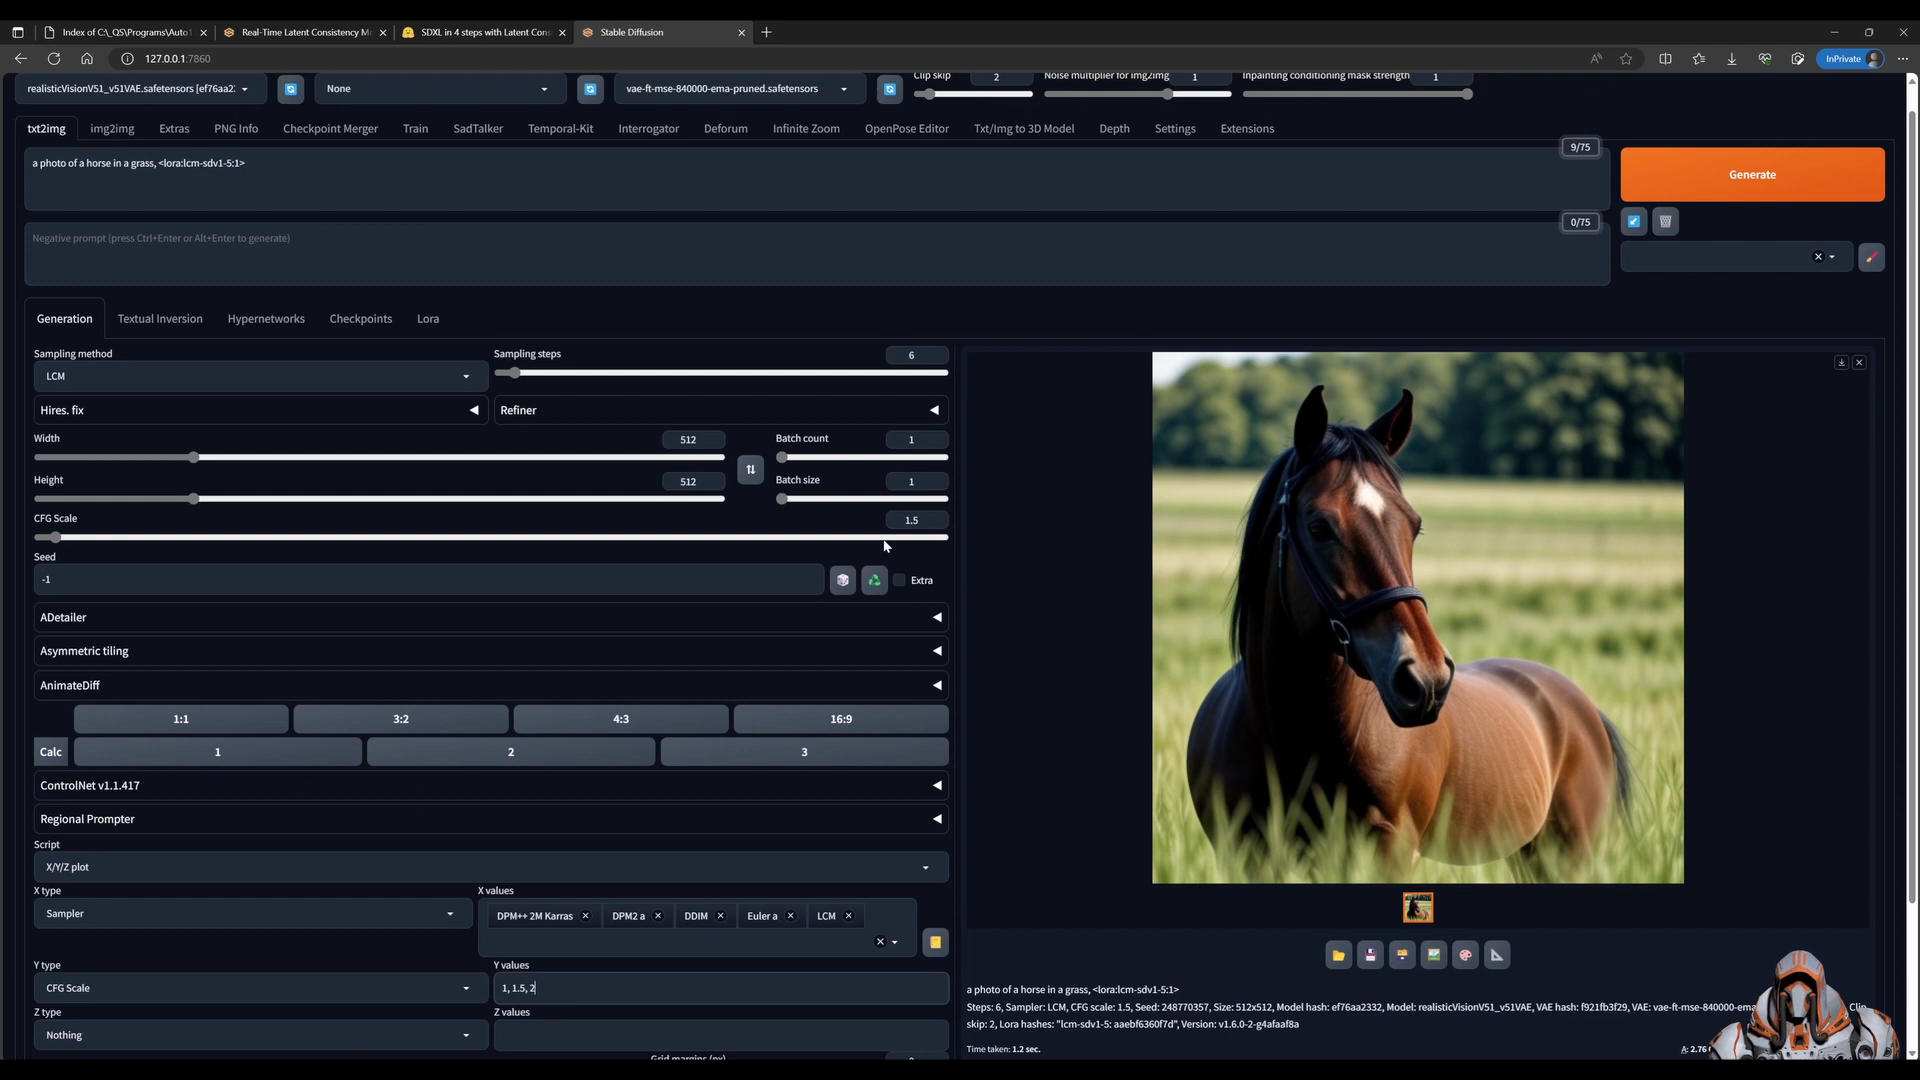 Index of C:\_QS\Programs\Auto1
Real-Time Latent Consistency M
SDXL in 4 steps with Latent Cons
Stable Diffusion
127.0.0.1:7860
InPrivate
Clip skip
2
Noise multiplier for img2img
1
Inpainting conditioning mask strength
1
realisticVisionV51_v51VAE.safetensors [ef76aa2
None
vae-ft-mse-840000-ema-pruned.safetensors
txt2img
img2img
Extras
PNG Info
Checkpoint Merger
Train
SadTalker
Temporal-Kit
Interrogator
Deforum
Infinite Zoom
OpenPose Editor
Txt/Img to 3D Model
Depth
Settings
Extensions
a photo of a horse in a grass, <lora:lcm-sdv1-5:1>
9/75
Generate
Negative prompt (press Ctrl+Enter or Alt+Enter to generate)
0/75
Generation
Textual Inversion
Hypernetworks
Checkpoints
Lora
Sampling method
LCM
Sampling steps
6
Hires. fix
Refiner
Width
512
Batch count
1
Height
512
Batch size
1
CFG Scale
1.5
Seed
-1
Extra
ADetailer
Asymmetric tiling
AnimateDiff
1:1
3:2
4:3
16:9
Calc
1
2
3
ControlNet v1.1.417
Regional Prompter
Script
X/Y/Z plot
X type
Sampler
X values
DPM++ 2M Karras
DPM2 a
DDIM
Euler a
LCM
Y type
CFG Scale
Y values
1, 1.5, 2
Z type
Nothing
Z values
Grid margins (px)
a photo of a horse in a grass, <lora:lcm-sdv1-5:1>
Steps: 6, Sampler: LCM, CFG scale: 1.5, Seed: 248770357, Size: 512x512, Model hash: ef76aa2332, Model: realisticVisionV51_v51VAE, VAE hash: f921fb3f29, VAE: vae-ft-mse-840000-ema Clip
skip: 2, Lora hashes: "lcm-sdv1-5: aaebf6360f7d", Version: v1.6.0-2-g4afaaf8a
Time taken: 1.2 sec.
A: 2.76